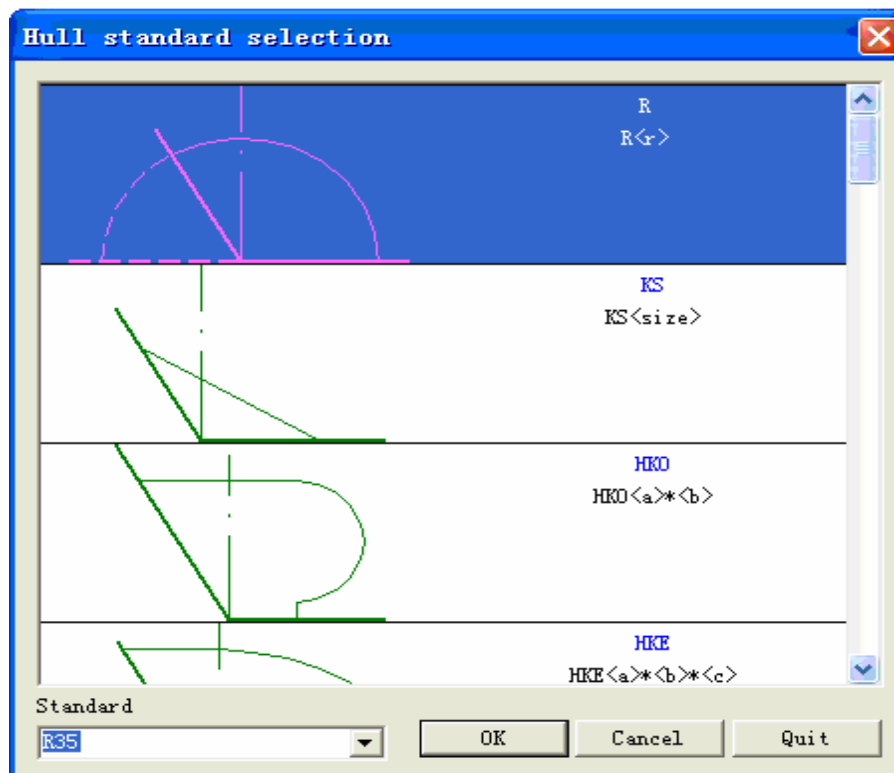 Hull standard selection
R
R<r>
KS
KS<size>
HKO
HKO<a>*<b>
HKE
HKE<a>*<b>*<c>
Standard
R35
OK
Cancel
Quit